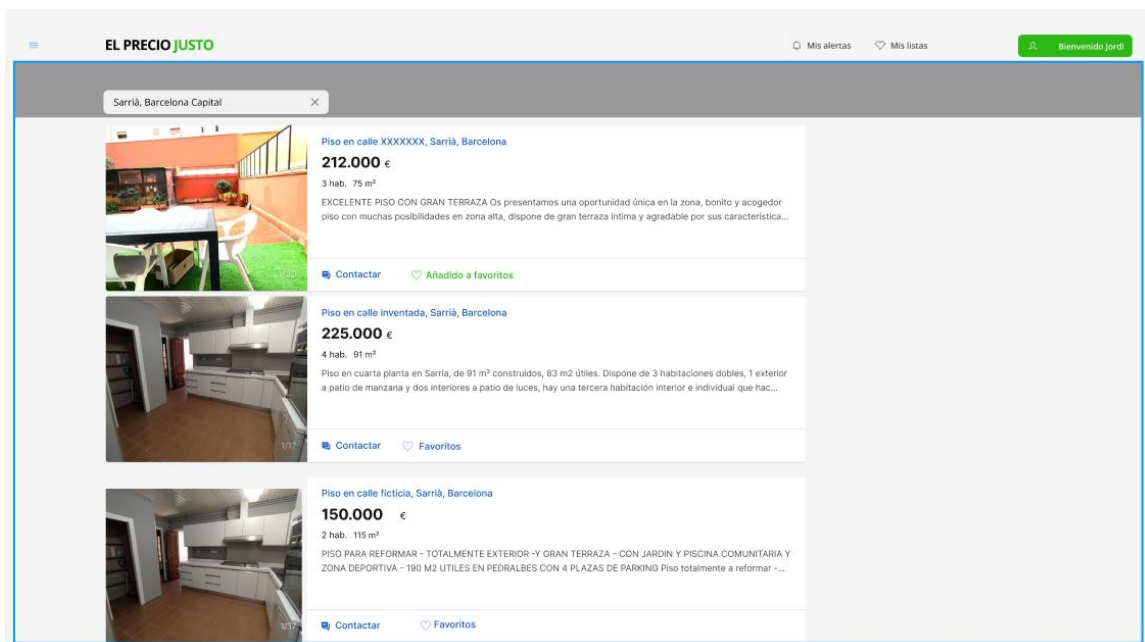 EL PRECIO JUSTO
Mis alertas
Mis listas
Bienvenido Jordi
Sarrià, Barcelona Capital
Piso en calle XXXXXXX, Sarrià, Barcelona
212.000 €
3 hab. 75 m²
EXCELENTE PISO CON GRAN TERRAZA Os presentamos una oportunidad única en la zona, bonito y acogedor
piso con muchas posibilidades en zona alta, dispone de gran terraza íntima y agradable por sus característica...
Contactar
Añadido a favoritos
Piso en calle inventada, Sarrià, Barcelona
225.000 €
4 hab. 91 m²
Piso en cuarta planta en Sarria, de 91 m² construidos, 83 m2 útiles. Dispone de 3 habitaciones dobles, 1 exterior
a patio de manzana y dos interiores a patio de luces, hay una tercera habitación interior e individual que hac...
1/17
Contactar
Favoritos
Piso en calle ficticia, Sarrià, Barcelona
150.000 €
2 hab. 115 m²
PISO PARA REFORMAR - TOTALMENTE EXTERIOR -Y GRAN TERRAZA - CON JARDIN Y PISCINA COMUNITARIA Y
ZONA DEPORTIVA - 190 M2 UTILES EN PEDRALBES CON 4 PLAZAS DE PARKING Piso totalmente a reformar -...
1/17
Contactar
Favoritos